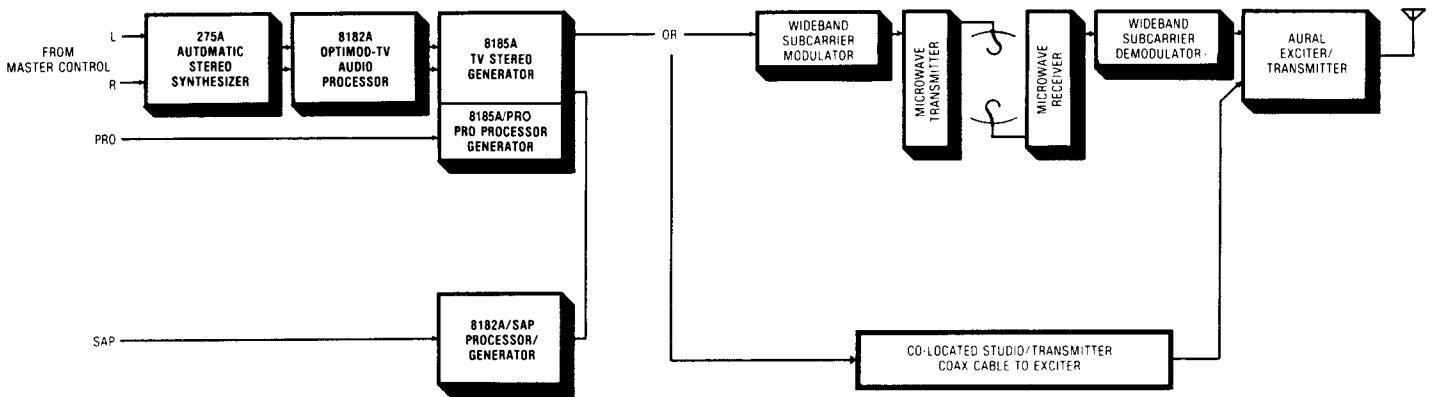 L
FROM
MASTER CONTROL
R
275A
AUTOMATIC
STEREO
SYNTHESIZER
8182A
OPTIMOD-TV
AUDIO
PROCESSOR
8185A
TV STEREO
GENERATOR
8185A/PRO
PRO PROCESSOR
GENERATOR
PRO
SAP
8182A/SAP
PROCESSOR/
GENERATOR
OR
WIDEBAND
SUBCARRIER
MODULATOR
MICROWAVE
TRANSMITTER
MICROWAVE
RECEIVER
WIDEBAND
SUBCARRIER
DEMODULATOR
AURAL
EXCITER/
TRANSMITTER
CO-LOCATED STUDIO/TRANSMITTER
COAX CABLE TO EXCITER